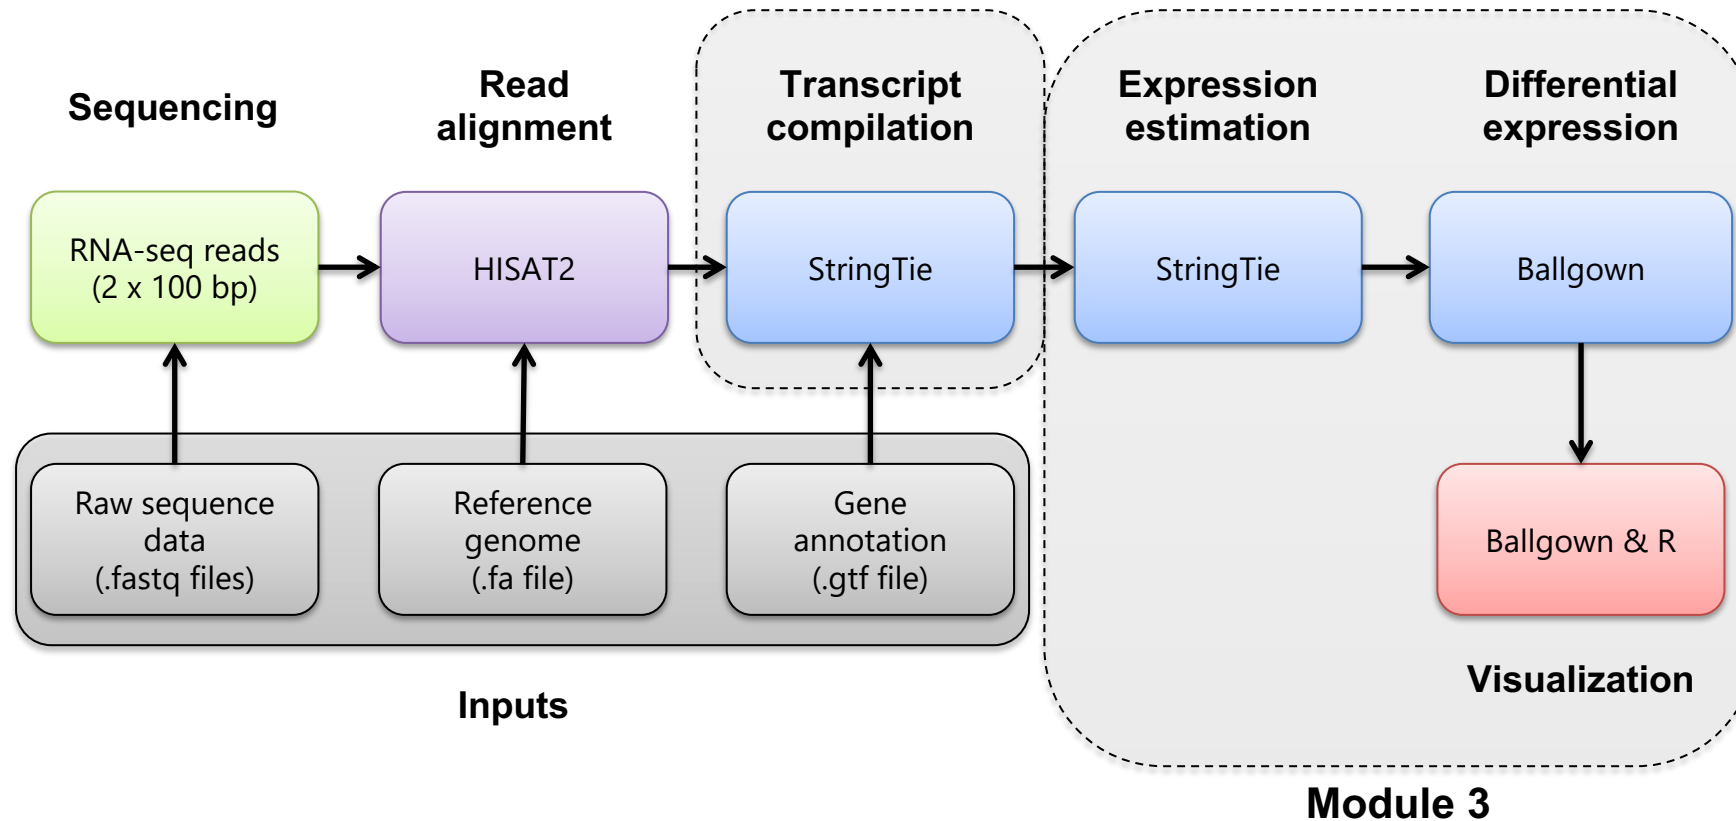 Sequencing
Read
alignment
Transcript
compilation
Expression
estimation
Differential
expression
RNA-seq reads
(2 x 100 bp)
HISAT2
StringTie
StringTie
Ballgown
Raw sequence
data
(.fastq files)
Reference
genome
(.fa file)
Gene
annotation
(.gtf file)
Ballgown & R
Inputs
Visualization
Module 3